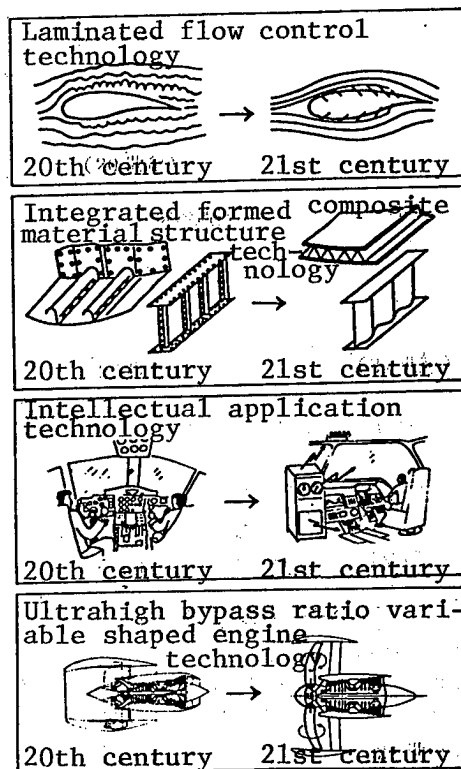 Laminated flow control
technology
20th century 21st century
Integrated formed composite
material structure
tech-
nology
20th century 21st century
Intellectual application
technology
20th century 21st century
Ultrahigh bypass ratio vari-
able shaped engine
technology
20th century 21st century